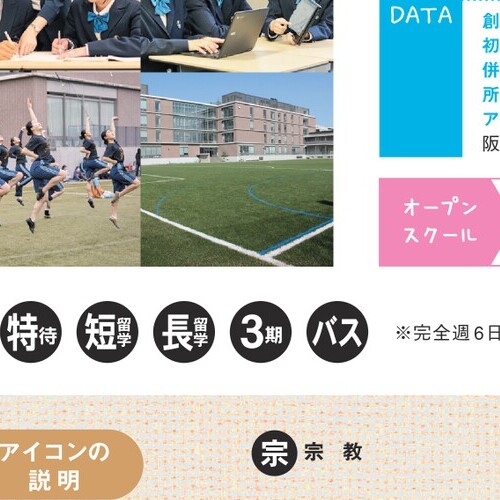 DATA
創
初
併
所
ア
阪
オープン
スクール
特待 短留学 長留学 3期 バス ※完全週6日
アイコンの
説明
宗 宗 教